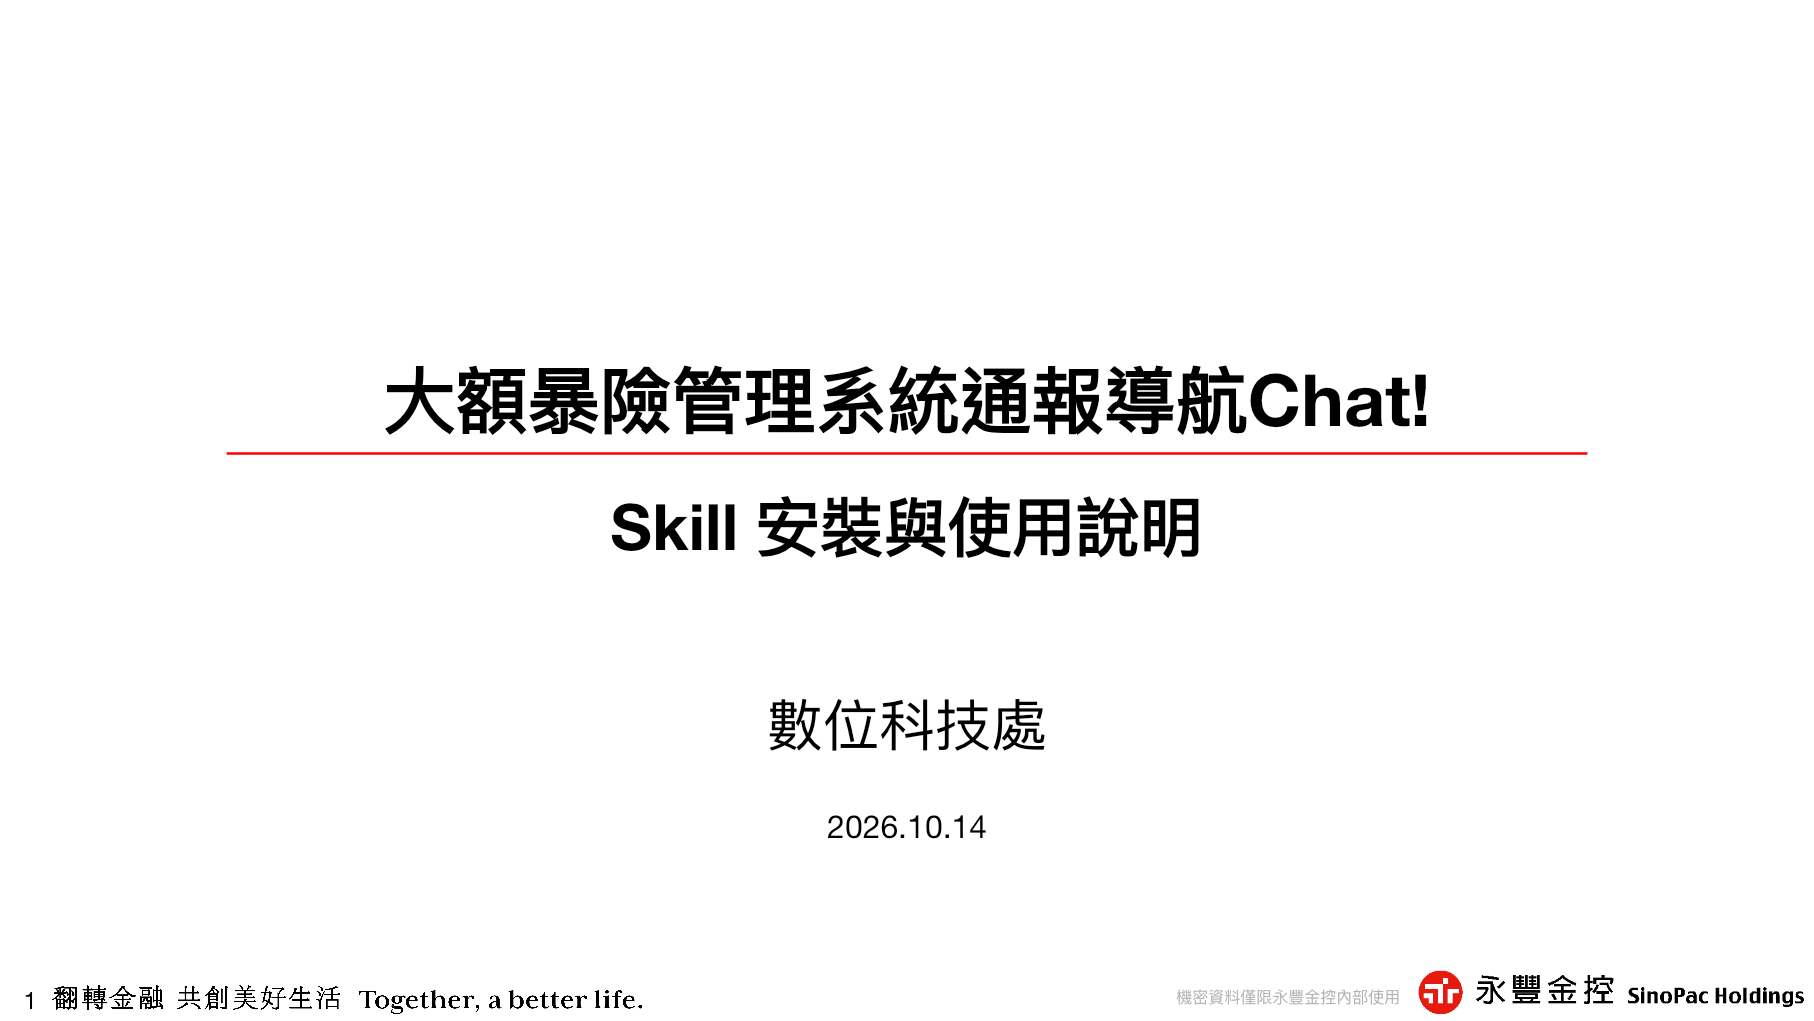 大額暴險管理系統通報導航Chat!
Skill 安裝與使用說明
數位科技處
2026.10.14
1 翻轉金融 共創美好生活 Together, a better life.
機密資料僅限永豐金控內部使用
永豐金控 SinoPac Holdings